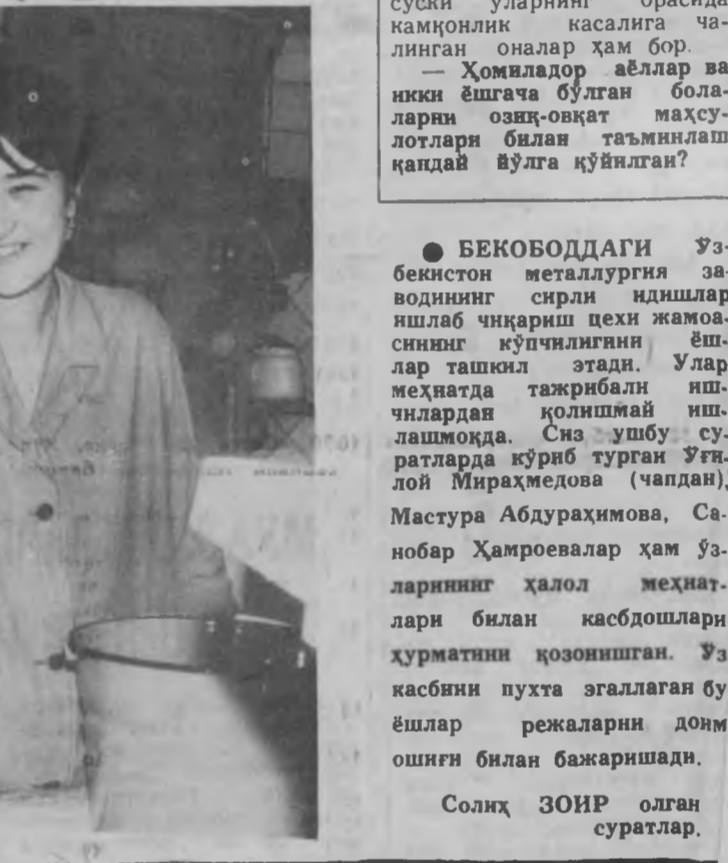 суски уларнинг орасида
камқонлик касалига ча-
линган оналар ҳам бор.
— Ҳомиладор аёллар ва
икки ёшгача бўлган бола-
ларни озиқ-овқат маҳсу-
лотлари билан таъминлаш
қандай йўлга қўйилган?
● БЕКОБОДДАГИ Ўз-
бекистон металлургия за-
водининг сирли идишлар
ишлаб чиқариш цехи жамоа-
сининг кўпчилигини ёш-
лар ташкил этади. Улар
меҳнатда тажрибали иш-
чилардан қолишмай иш-
лашмоқда. Сиз ушбу су-
ратларда кўриб турган Ўғи-
лой Мираҳмедова (чапдан),
Мастура Абдураҳимова, Са-
нобар Ҳамроевалар ҳам ўз-
ларининг ҳалол меҳнат-
лари билан касбдошлари
ҳурматини қозонишган. Ўз
касбини пухта эгаллаган бу
ёшлар режаларни доим
ошиғи билан бажаришади.
Солиҳ ЗОИР олган
суратлар.